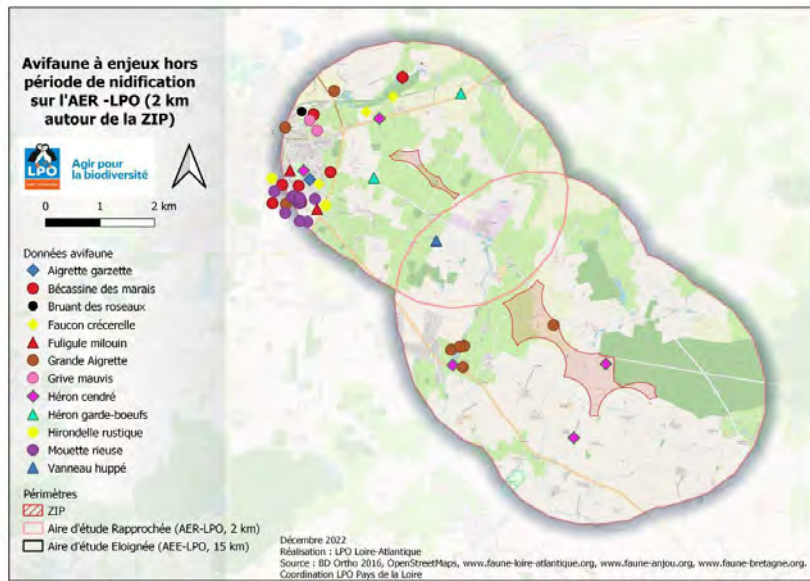 Avifaune à enjeux hors
période de nidification
sur l'AER -LPO (2 km
autour de la ZIP)
LPO
Agir pour
la biodiversité
0 1 2 km
Données avifaune
Aigrette garzette
Bécassine des marais
Bruant des roseaux
Faucon crécerelle
Fuligule milouin
Grande Aigrette
Grive mauvis
Héron cendré
Héron garde-boeufs
Hirondelle rustique
Mouette rieuse
Vanneau huppé
Périmètres
ZIP
Aire d'étude Rapprochée (AER-LPO, 2 km)
Aire d'étude Eloignée (AEE-LPO, 15 km)
Décembre 2022
Réalisation : LPO Loire-Atlantique
Source : BD Ortho 2016, OpenStreetMaps, www.faune-loire-atlantique.org, www.faune-anjou.org, www.faune-bretagne.org
Coordination LPO Pays de la Loire